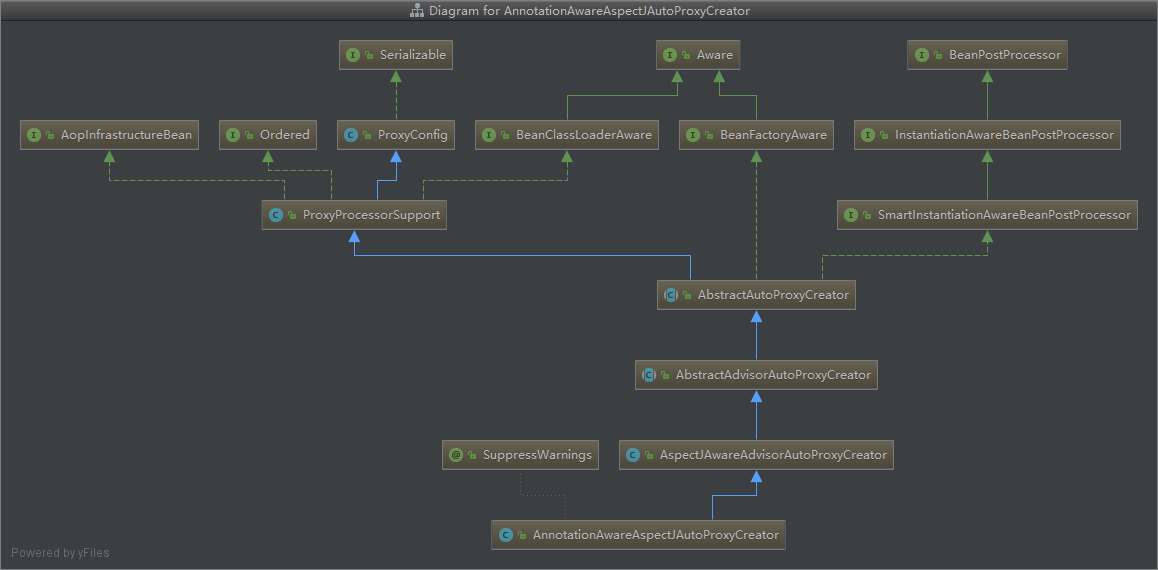 Diagram for AnnotationAwareAspectJAutoProxyCreator
I Serializable
I Aware
I BeanPostProcessor
I AopInfrastructureBean
I Ordered
C ProxyConfig
I BeanClassLoaderAware
I BeanFactoryAware
I InstantiationAwareBeanPostProcessor
C ProxyProcessorSupport
I SmartInstantiationAwareBeanPostProcessor
C AbstractAutoProxyCreator
C AbstractAdvisorAutoProxyCreator
@ SuppressWarnings
C AspectJAwareAdvisorAutoProxyCreator
C AnnotationAwareAspectJAutoProxyCreator
Powered by yFiles